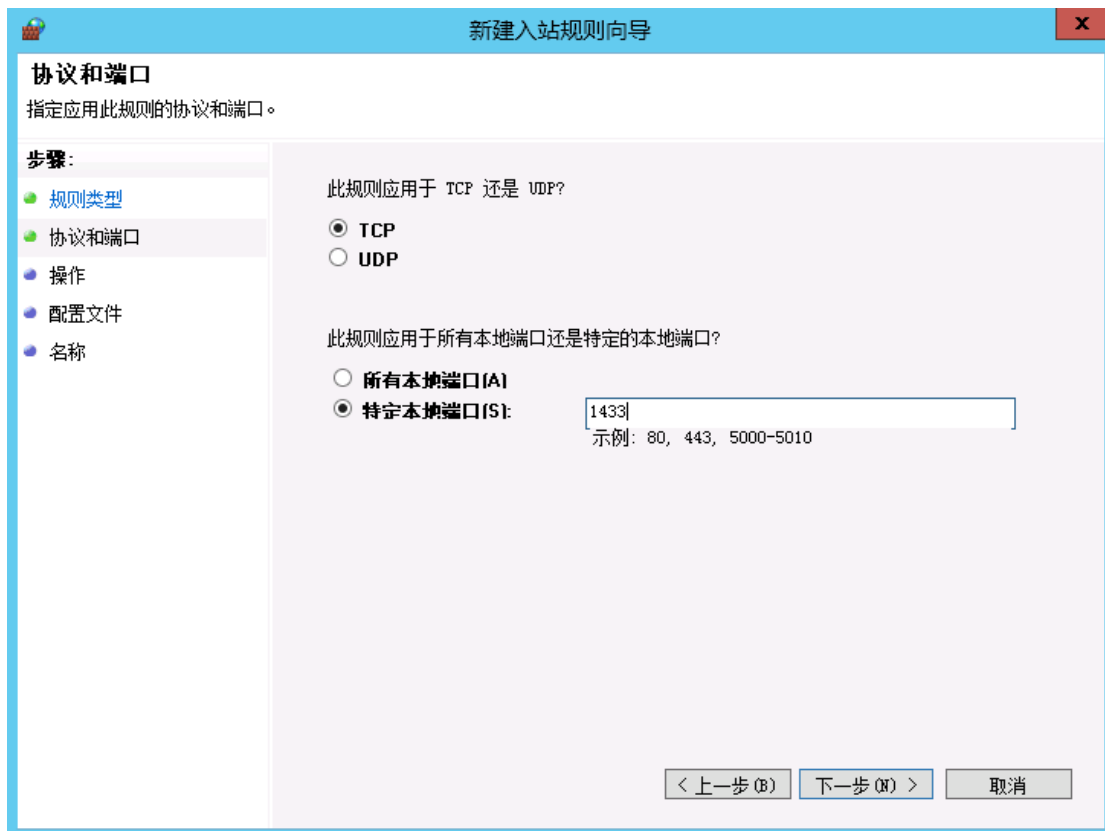 新建入站规则向导
x
协议和端口
指定应用此规则的协议和端口。
步骤:
规则类型
协议和端口
操作
配置文件
名称
此规则应用于 TCP 还是 UDP?
TCP
UDP
此规则应用于所有本地端口还是特定的本地端口?
所有本地端口(A)
特定本地端口(S): 1433
示例: 80, 443, 5000-5010
< 上一步(B) 下一步(N) > 取消